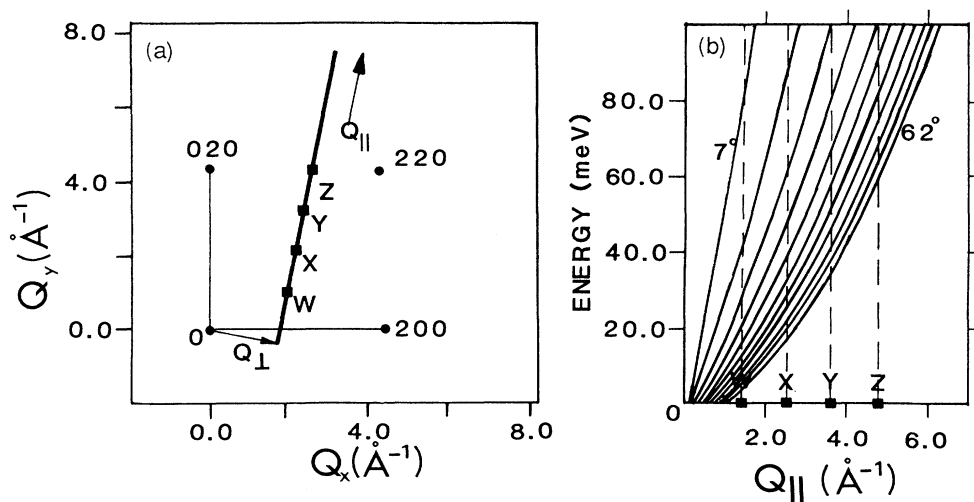 (a)
8.0
4.0
0.0
Q_y (Å⁻¹)
020
220
Q_||
Z
Y
X
W
0
200
Q_⊥
0.0
4.0
8.0
Q_x (Å⁻¹)
(b)
80.0
60.0
40.0
20.0
0
ENERGY (meV)
7°
62°
W
X
Y
Z
2.0
4.0
6.0
Q_|| (Å⁻¹)